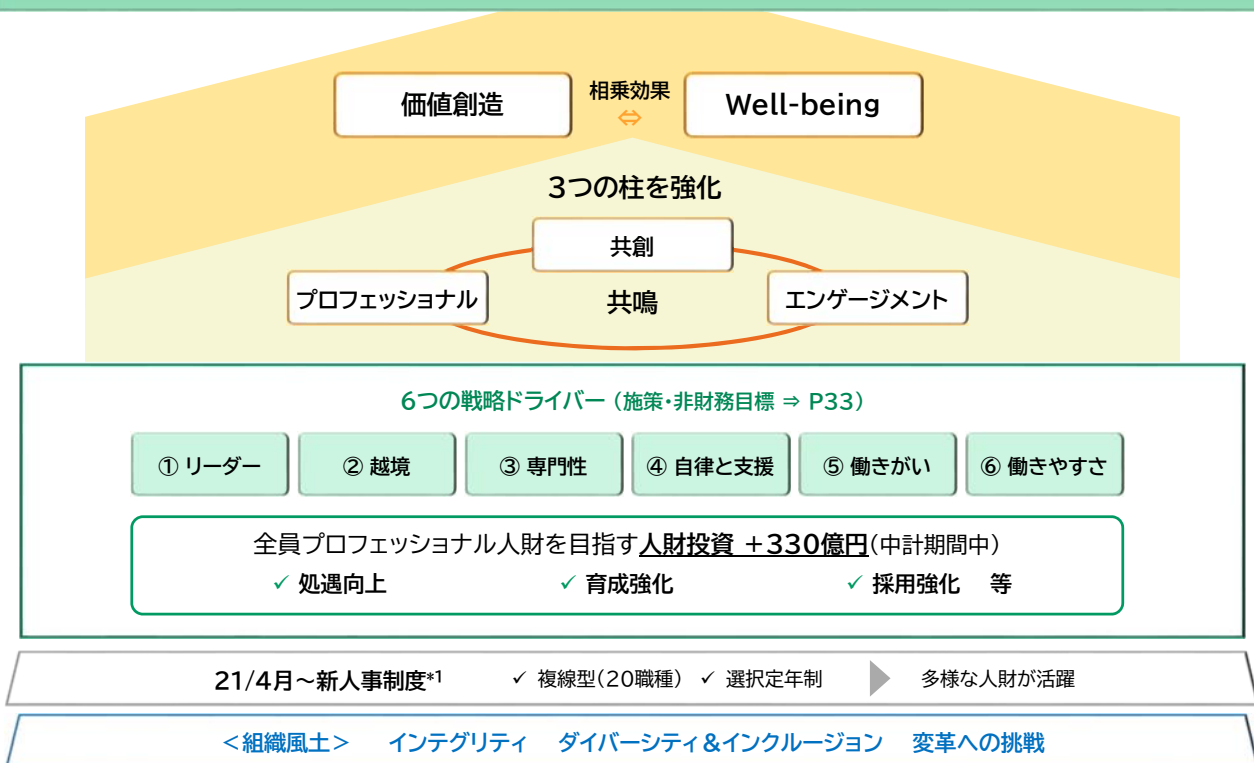 相乗効果
価値創造 ⇔ Well-being
3つの柱を強化
共創
プロフェッショナル 共鳴 エンゲージメント
6つの戦略ドライバー（施策・非財務目標 ⇒ P33）
① リーダー ② 越境 ③ 専門性 ④ 自律と支援 ⑤ 働きがい ⑥ 働きやすさ
全員プロフェッショナル人財を目指す人財投資 +330億円（中計期間中）
✓ 処遇向上 ✓ 育成強化 ✓ 採用強化 等
21/4月～新人事制度*1 ✓ 複線型（20職種） ✓ 選択定年制 多様な人財が活躍
＜組織風土＞ インテグリティ ダイバーシティ＆インクルージョン 変革への挑戦